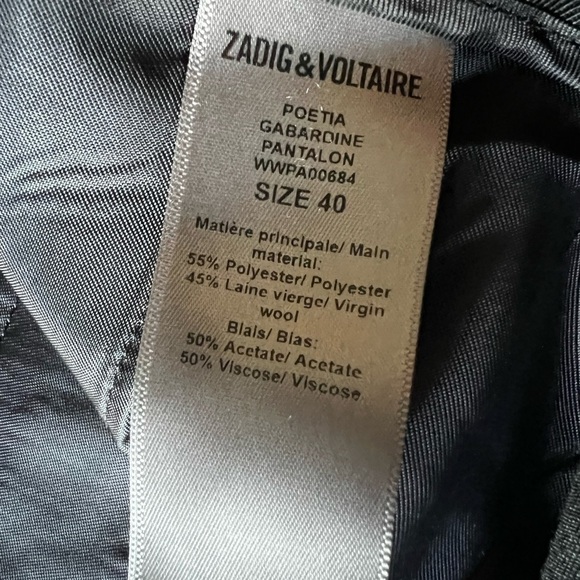 ZADIG&VOLTAIRE
POETIA
GABARDINE
PANTALON
WWPA00684
SIZE 40
Matière principale/ Main
material:
55% Polyester/ Polyester
45% Laine vierge/ Virgin
wool
Biais/ Bias:
50% Acetate/ Acetate
50% Viscose/ Viscose